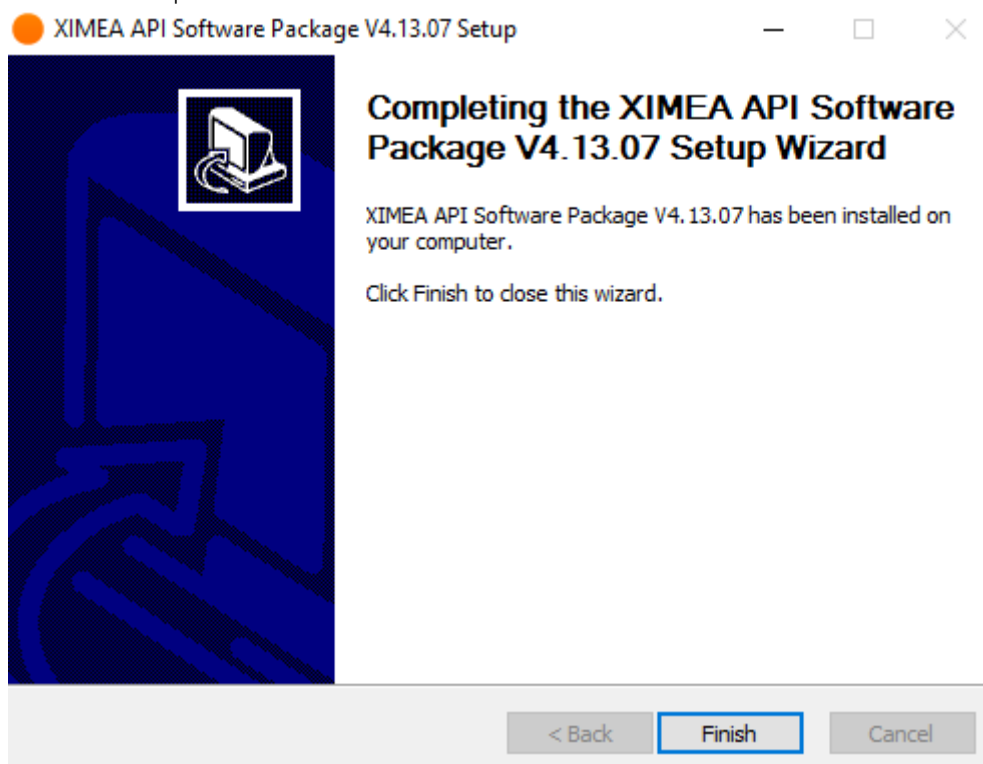 XIMEA API Software Package V4.13.07 Setup
Completing the XIMEA API Software
Package V4.13.07 Setup Wizard
XIMEA API Software Package V4.13.07 has been installed on
your computer.
Click Finish to close this wizard.
< Back
Finish
Cancel